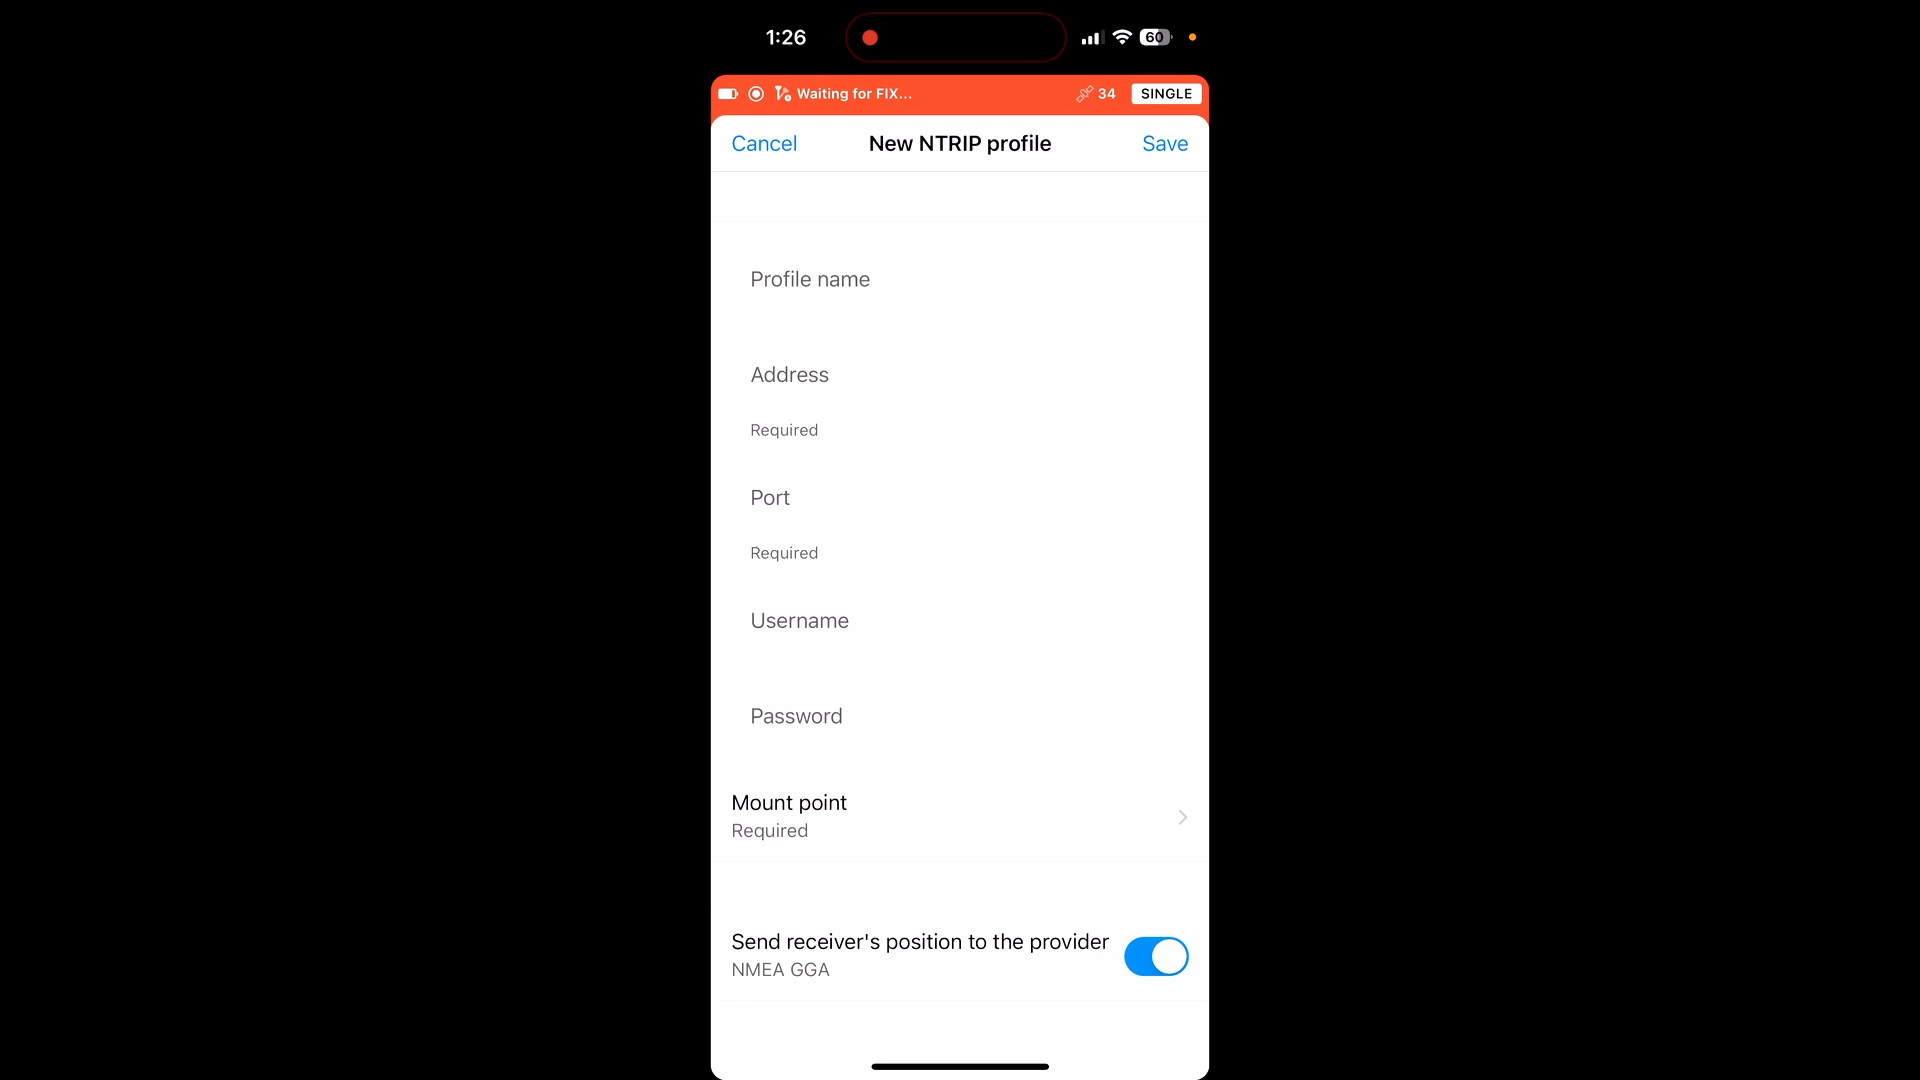 1:26
60
Waiting for FIX...
34
SINGLE
Cancel
New NTRIP profile
Save
Profile name
Address
Required
Port
Required
Username
Password
Mount point
Required
Send receiver's position to the provider
NMEA GGA